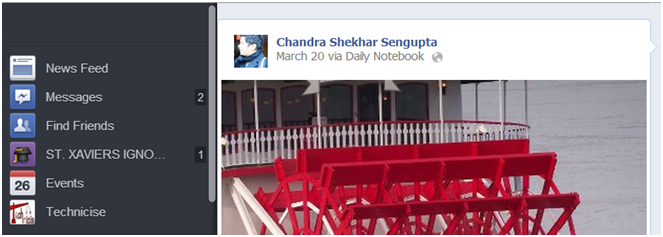 News Feed
Messages 2
Find Friends
ST. XAVIERS IGNO... 1
26 Events
Technicise
Chandra Shekhar Sengupta
March 20 via Daily Notebook